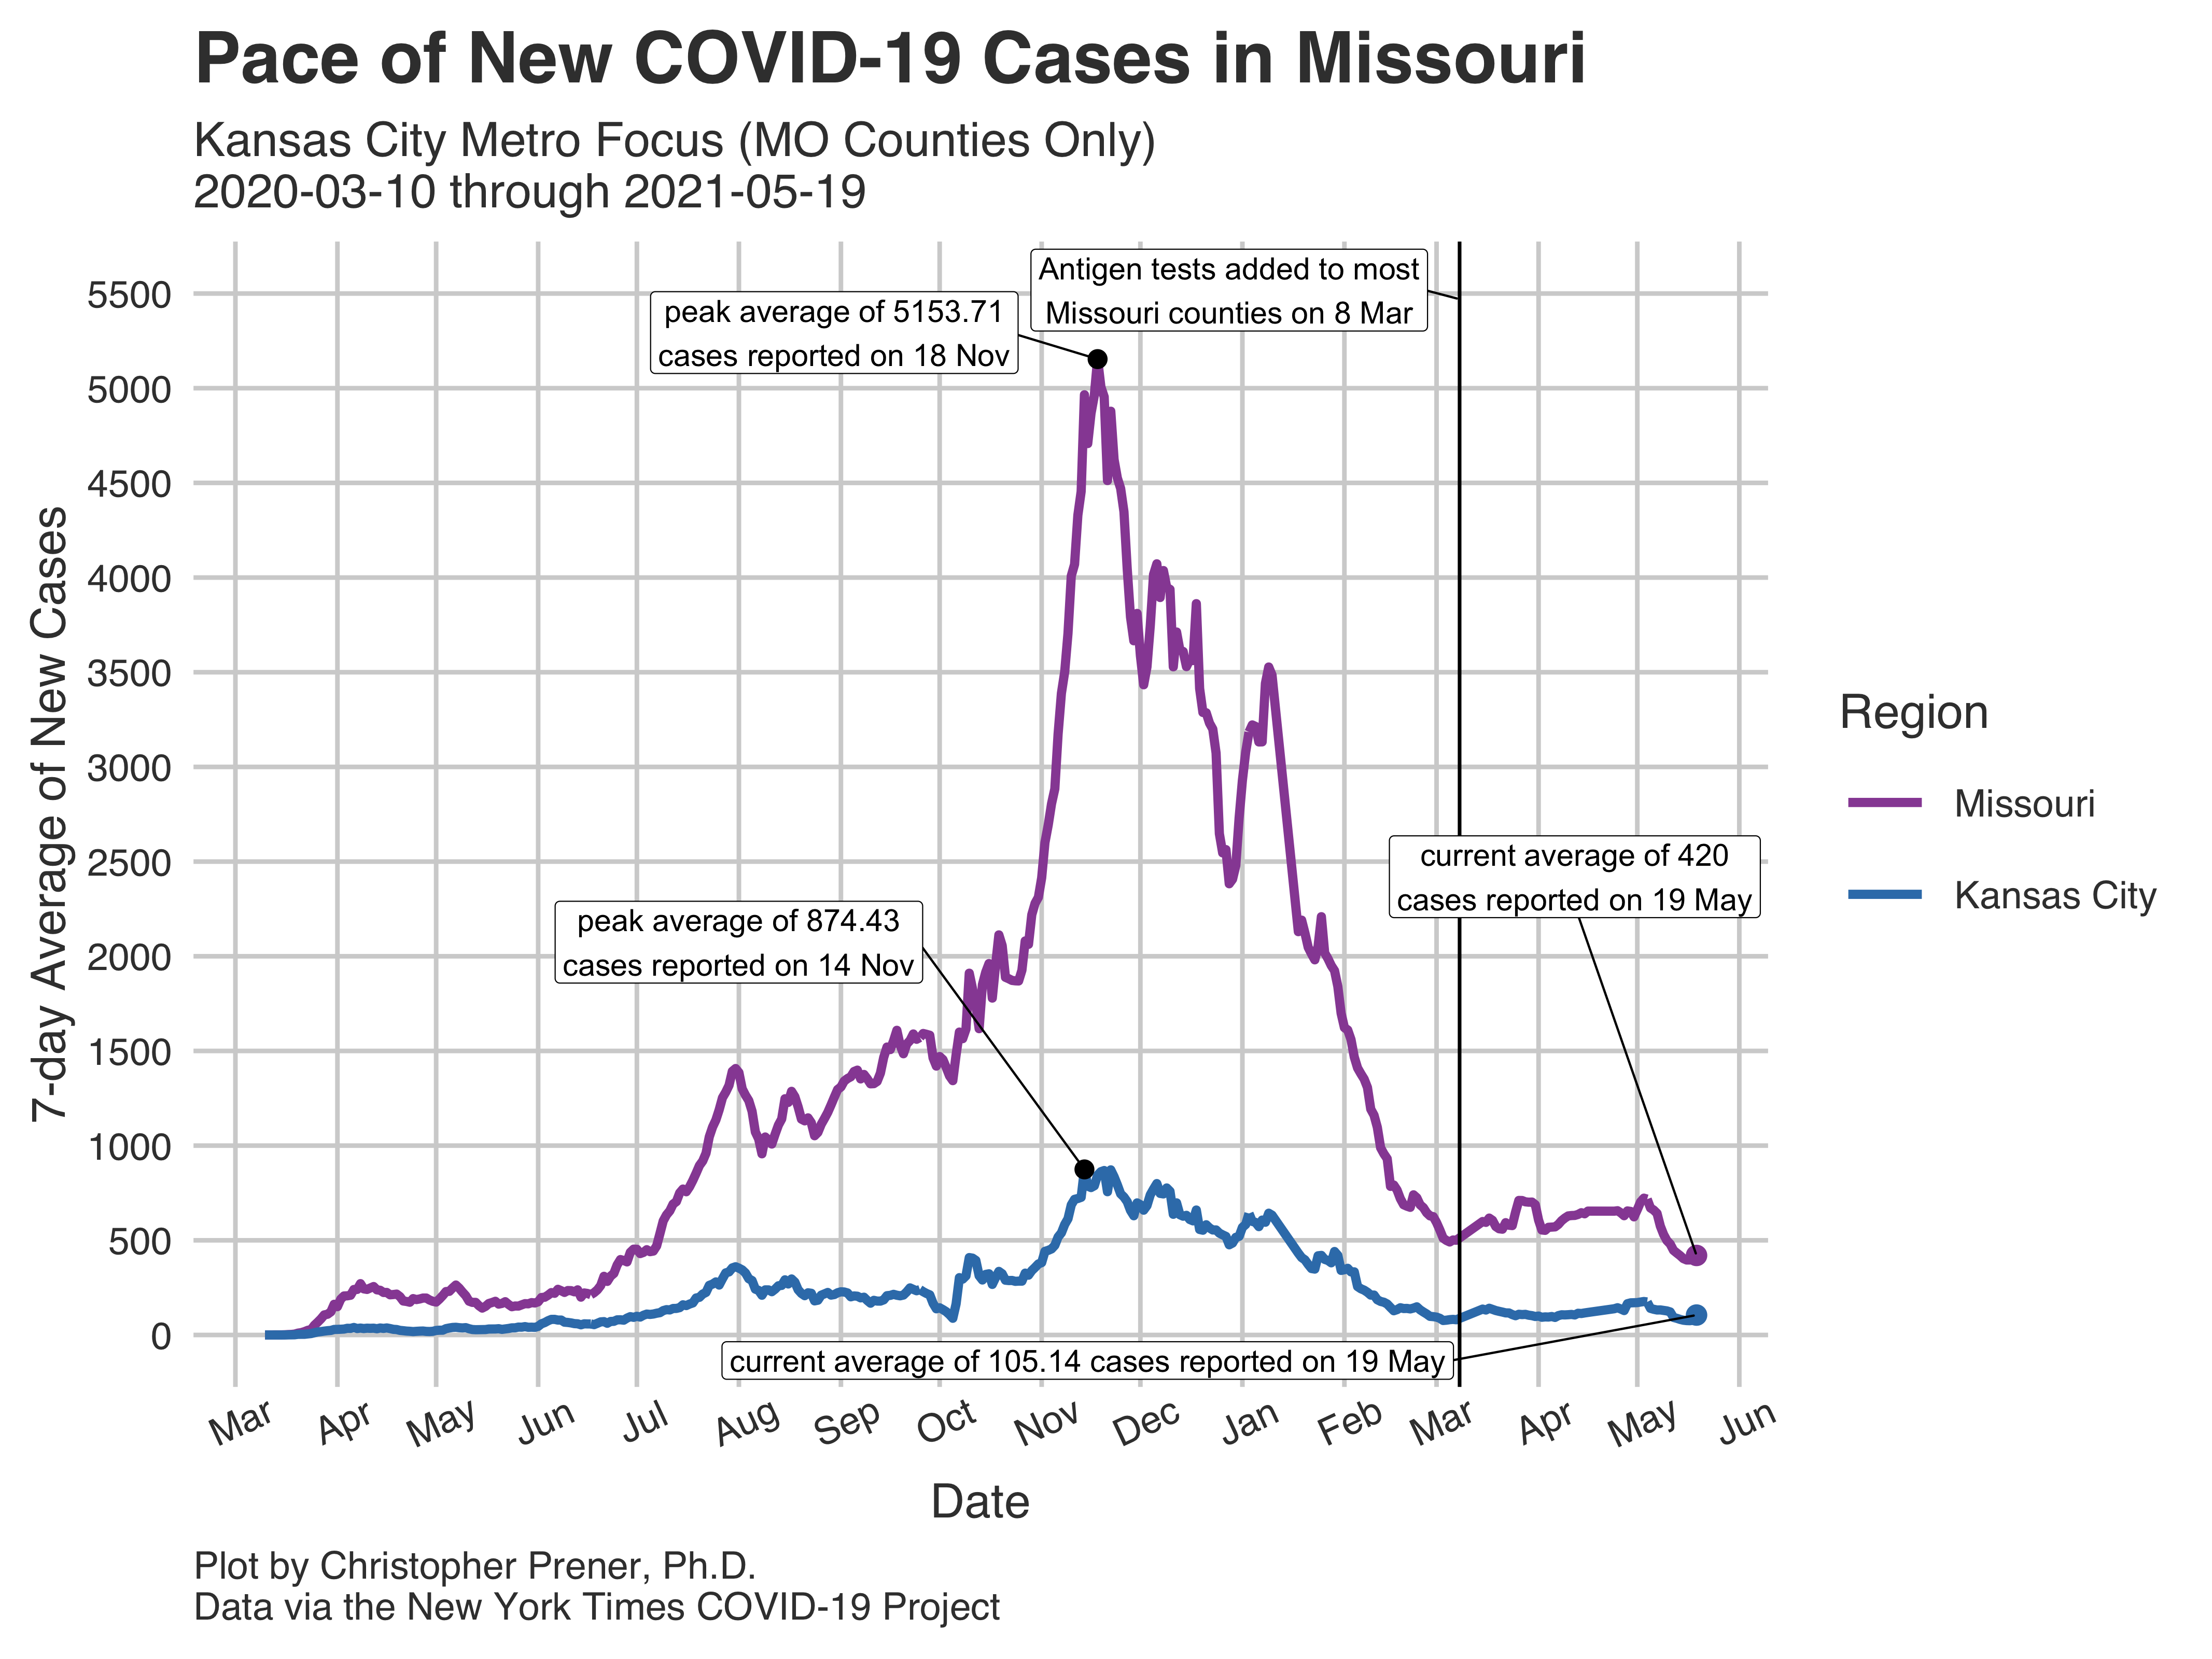 Pace of New COVID-19 Cases in Missouri
Kansas City Metro Focus (MO Counties Only)
2020-03-10 through 2021-05-19
Antigen tests added to most
Missouri counties on 8 Mar
peak average of 5153.71
cases reported on 18 Nov
peak average of 874.43
cases reported on 14 Nov
current average of 420
cases reported on 19 May
current average of 105.14 cases reported on 19 May
7-day Average of New Cases
5500
5000
4500
4000
3500
3000
2500
2000
1500
1000
500
0
Mar Apr May Jun Jul Aug Sep Oct Nov Dec Jan Feb Mar Apr May Jun
Date
Region
Missouri
Kansas City
Plot by Christopher Prener, Ph.D.
Data via the New York Times COVID-19 Project